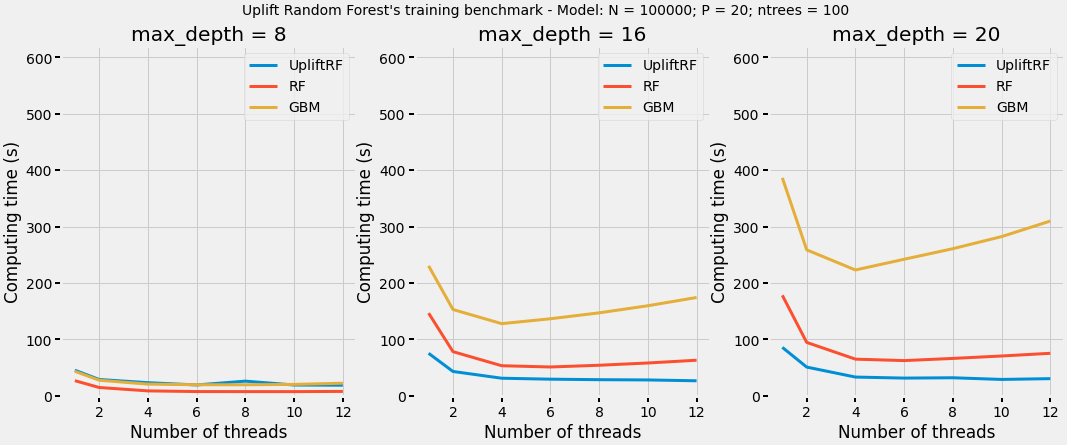 Uplift Random Forest's training benchmark - Model: N = 100000; P = 20; ntrees = 100
max_depth = 8
UpliftRF
RF
GBM
600
500
400
300
200
100
0
Computing time (s)
2 4 6 8 10 12
Number of threads
max_depth = 16
UpliftRF
RF
GBM
600
500
400
300
200
100
0
Computing time (s)
2 4 6 8 10 12
Number of threads
max_depth = 20
UpliftRF
RF
GBM
600
500
400
300
200
100
0
Computing time (s)
2 4 6 8 10 12
Number of threads